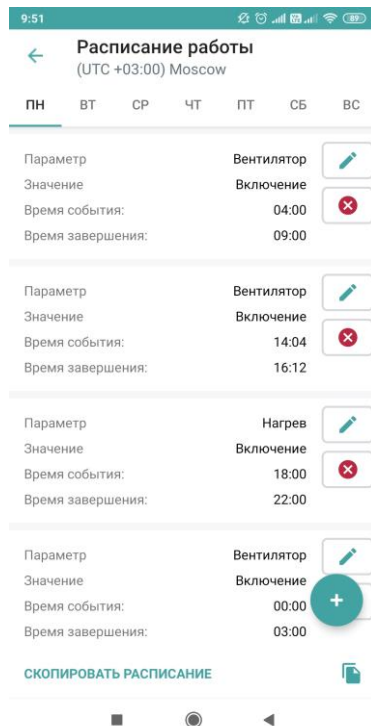 9:51
89
Расписание работы
(UTC +03:00) Moscow
ПН ВТ СР ЧТ ПТ СБ ВС
Параметр Вентилятор
Значение Включение
Время события: 04:00
Время завершения: 09:00
Параметр Вентилятор
Значение Включение
Время события: 14:04
Время завершения: 16:12
Параметр Нагрев
Значение Включение
Время события: 18:00
Время завершения: 22:00
Параметр Вентилятор
Значение Включение
Время события: 00:00
Время завершения: 03:00
СКОПИРОВАТЬ РАСПИСАНИЕ